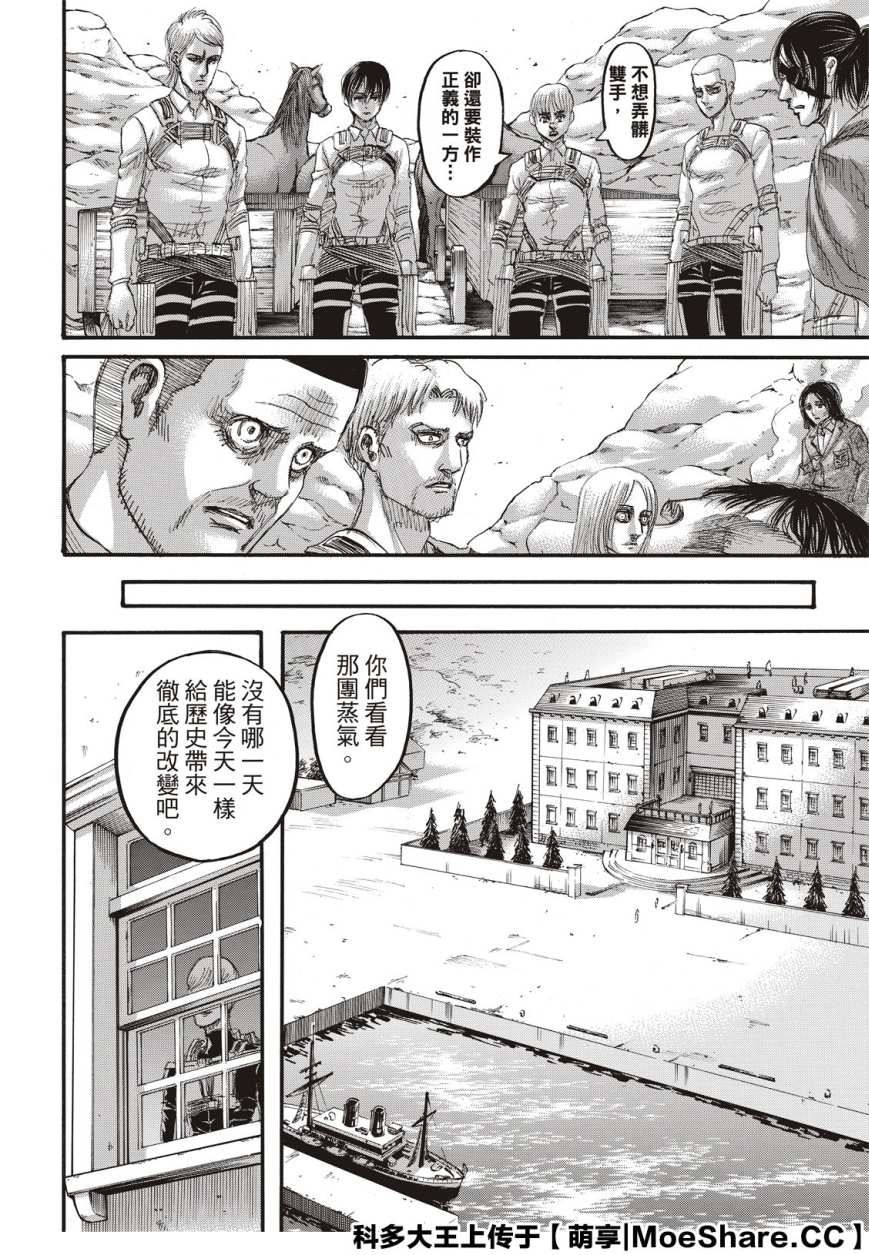 不想弄髒
雙手，
卻還要裝作
正義的一方…
你們看看
那團蒸氣。
沒有哪一天
能像今天一樣
給歷史帶來
徹底的改變吧。
科多大王上传于【萌享|MoeShare.CC】